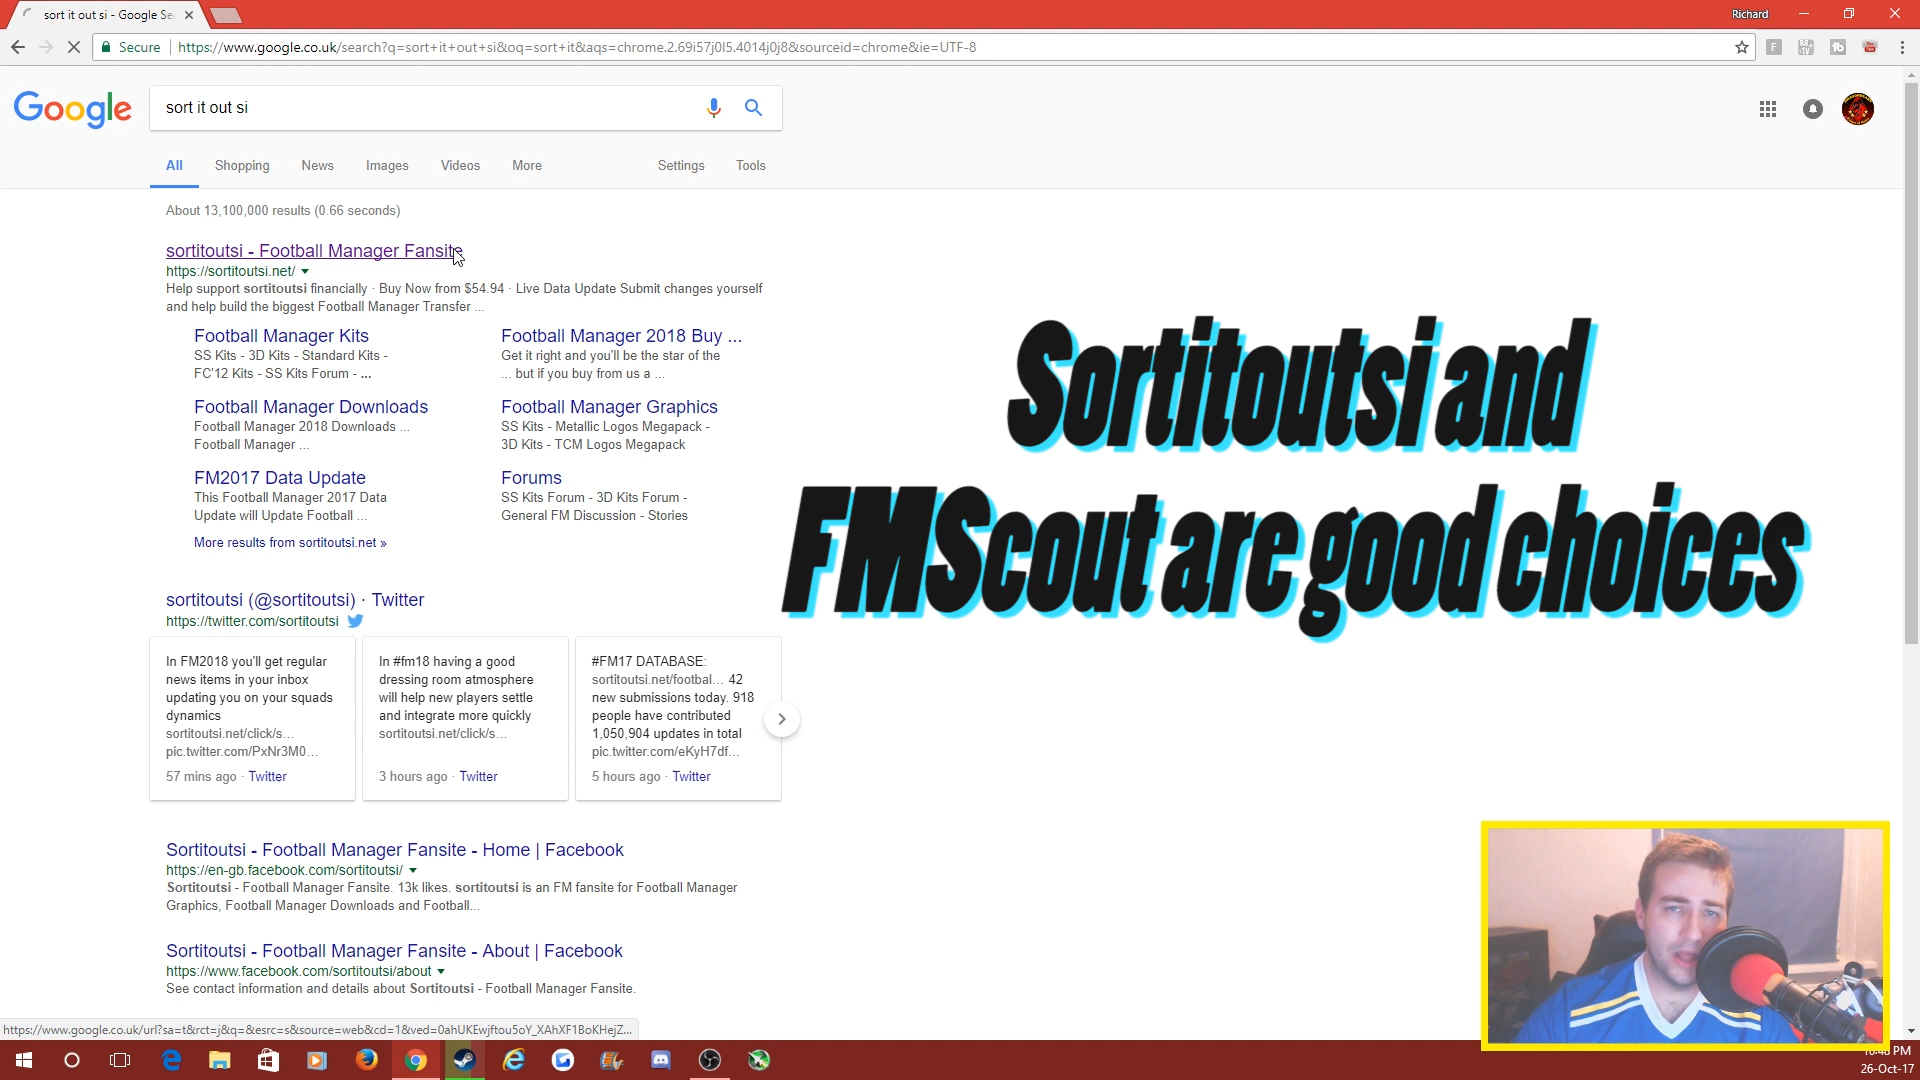 sort it out si - Google Se
Richard
Secure
https://www.google.co.uk/search?q=sort+it+out+si&oq=sort+it&aqs=chrome.2.69i57j0l5.4014j0j8&sourceid=chrome&ie=UTF-8
Google
sort it out si
All Shopping News Images Videos More Settings Tools
About 13,100,000 results (0.66 seconds)
sortitoutsi - Football Manager Fansite
https://sortitoutsi.net/
Help support sortitoutsi financially · Buy Now from $54.94 · Live Data Update Submit changes yourself
and help build the biggest Football Manager Transfer ...
Football Manager Kits
SS Kits - 3D Kits - Standard Kits -
FC'12 Kits - SS Kits Forum - ...
Football Manager 2018 Buy ...
Get it right and you'll be the star of the
... but if you buy from us a ...
Football Manager Downloads
Football Manager 2018 Downloads ...
Football Manager ...
Football Manager Graphics
SS Kits - Metallic Logos Megapack -
3D Kits - TCM Logos Megapack
FM2017 Data Update
This Football Manager 2017 Data
Update will Update Football ...
Forums
SS Kits Forum - 3D Kits Forum -
General FM Discussion - Stories
More results from sortitoutsi.net »
Sortitoutsi and
FMScout are good choices
sortitoutsi (@sortitoutsi) · Twitter
https://twitter.com/sortitoutsi
In FM2018 you'll get regular
news items in your inbox
updating you on your squads
dynamics
sortitoutsi.net/click/s...
pic.twitter.com/PxNr3M0...
57 mins ago · Twitter
In #fm18 having a good
dressing room atmosphere
will help new players settle
and integrate more quickly
sortitoutsi.net/click/s...
3 hours ago · Twitter
#FM17 DATABASE:
sortitoutsi.net/footbal... 42
new submissions today. 918
people have contributed
1,050,904 updates in total
pic.twitter.com/eKyH7df...
5 hours ago · Twitter
Sortitoutsi - Football Manager Fansite - Home | Facebook
https://en-gb.facebook.com/sortitoutsi/
Sortitoutsi - Football Manager Fansite. 13k likes. sortitoutsi is an FM fansite for Football Manager
Graphics, Football Manager Downloads and Football...
Sortitoutsi - Football Manager Fansite - About | Facebook
https://www.facebook.com/sortitoutsi/about
See contact information and details about Sortitoutsi - Football Manager Fansite.
https://www.google.co.uk/url?sa=t&rct=j&q=&esrc=s&source=web&cd=1&ved=0ahUKEwjftou5oY_XAhXF1BoKHejZ...
PM
26-Oct-17